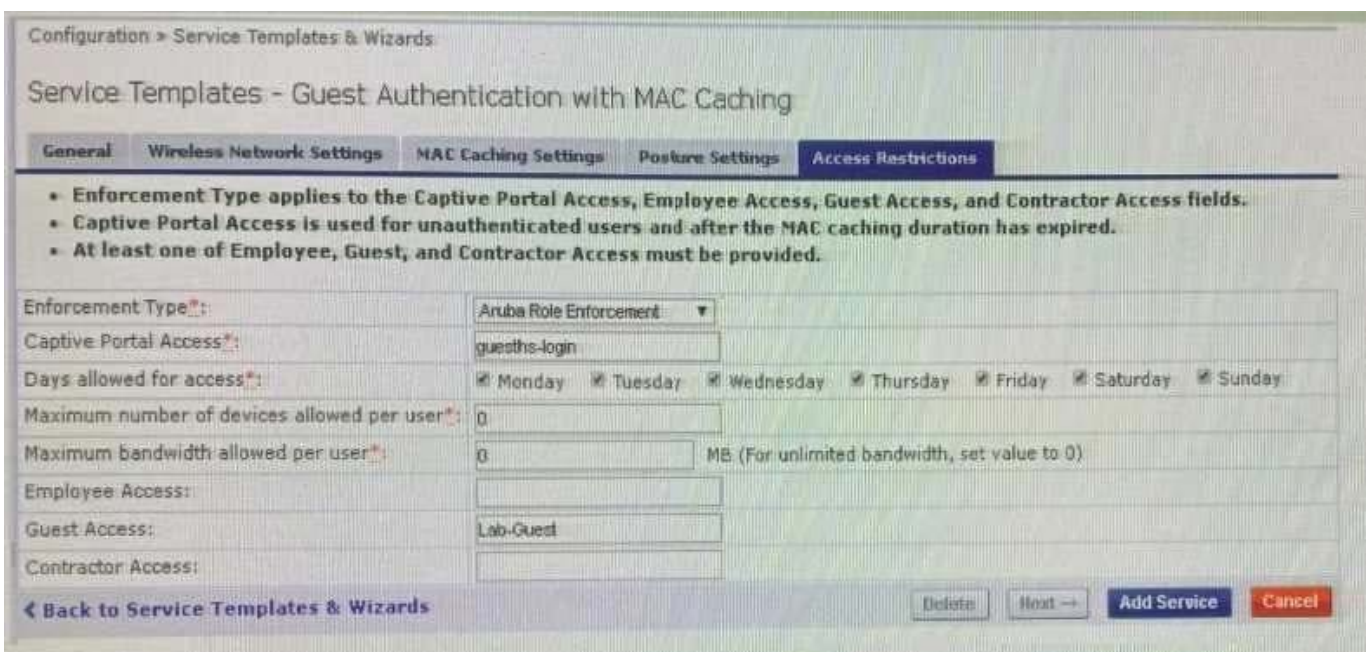 Configuration » Service Templates & Wizards
Service Templates - Guest Authentication with MAC Caching
General Wireless Network Settings MAC Caching Settings Posture Settings Access Restrictions
• Enforcement Type applies to the Captive Portal Access, Employee Access, Guest Access, and Contractor Access fields.
• Captive Portal Access is used for unauthenticated users and after the MAC caching duration has expired.
• At least one of Employee, Guest, and Contractor Access must be provided.
Enforcement Type*: Aruba Role Enforcement
Captive Portal Access*: guesths-login
Days allowed for access*: Monday Tuesday Wednesday Thursday Friday Saturday Sunday
Maximum number of devices allowed per user*: 0
Maximum bandwidth allowed per user*: 0 MB (For unlimited bandwidth, set value to 0)
Employee Access:
Guest Access: Lab-Guest
Contractor Access:
Back to Service Templates & Wizards Delete Next → Add Service Cancel